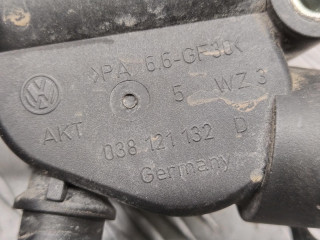 >PA 6.6-GF30<
5 WZ 3
AKT
038 121 132 D
Germany